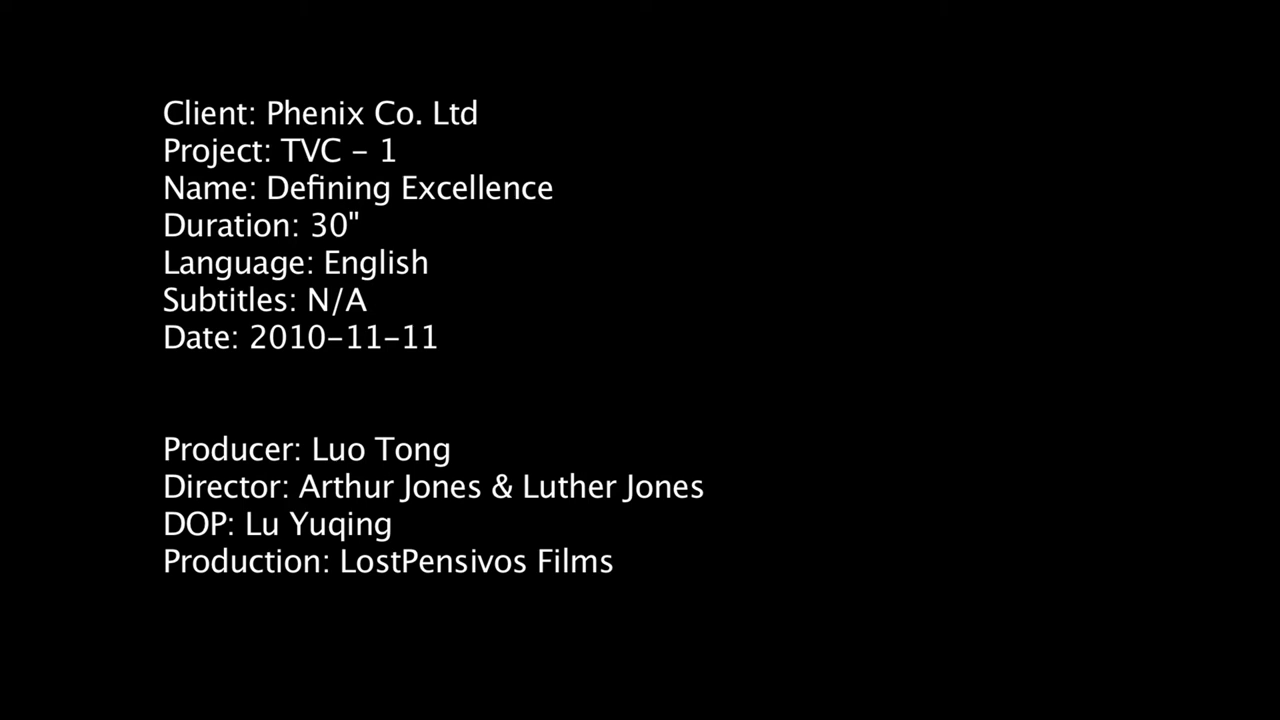 Client: Phenix Co. Ltd
Project: TVC - 1
Name: Defining Excellence
Duration: 30"
Language: English
Subtitles: N/A
Date: 2010-11-11
Producer: Luo Tong
Director: Arthur Jones & Luther Jones
DOP: Lu Yuqing
Production: LostPensivos Films